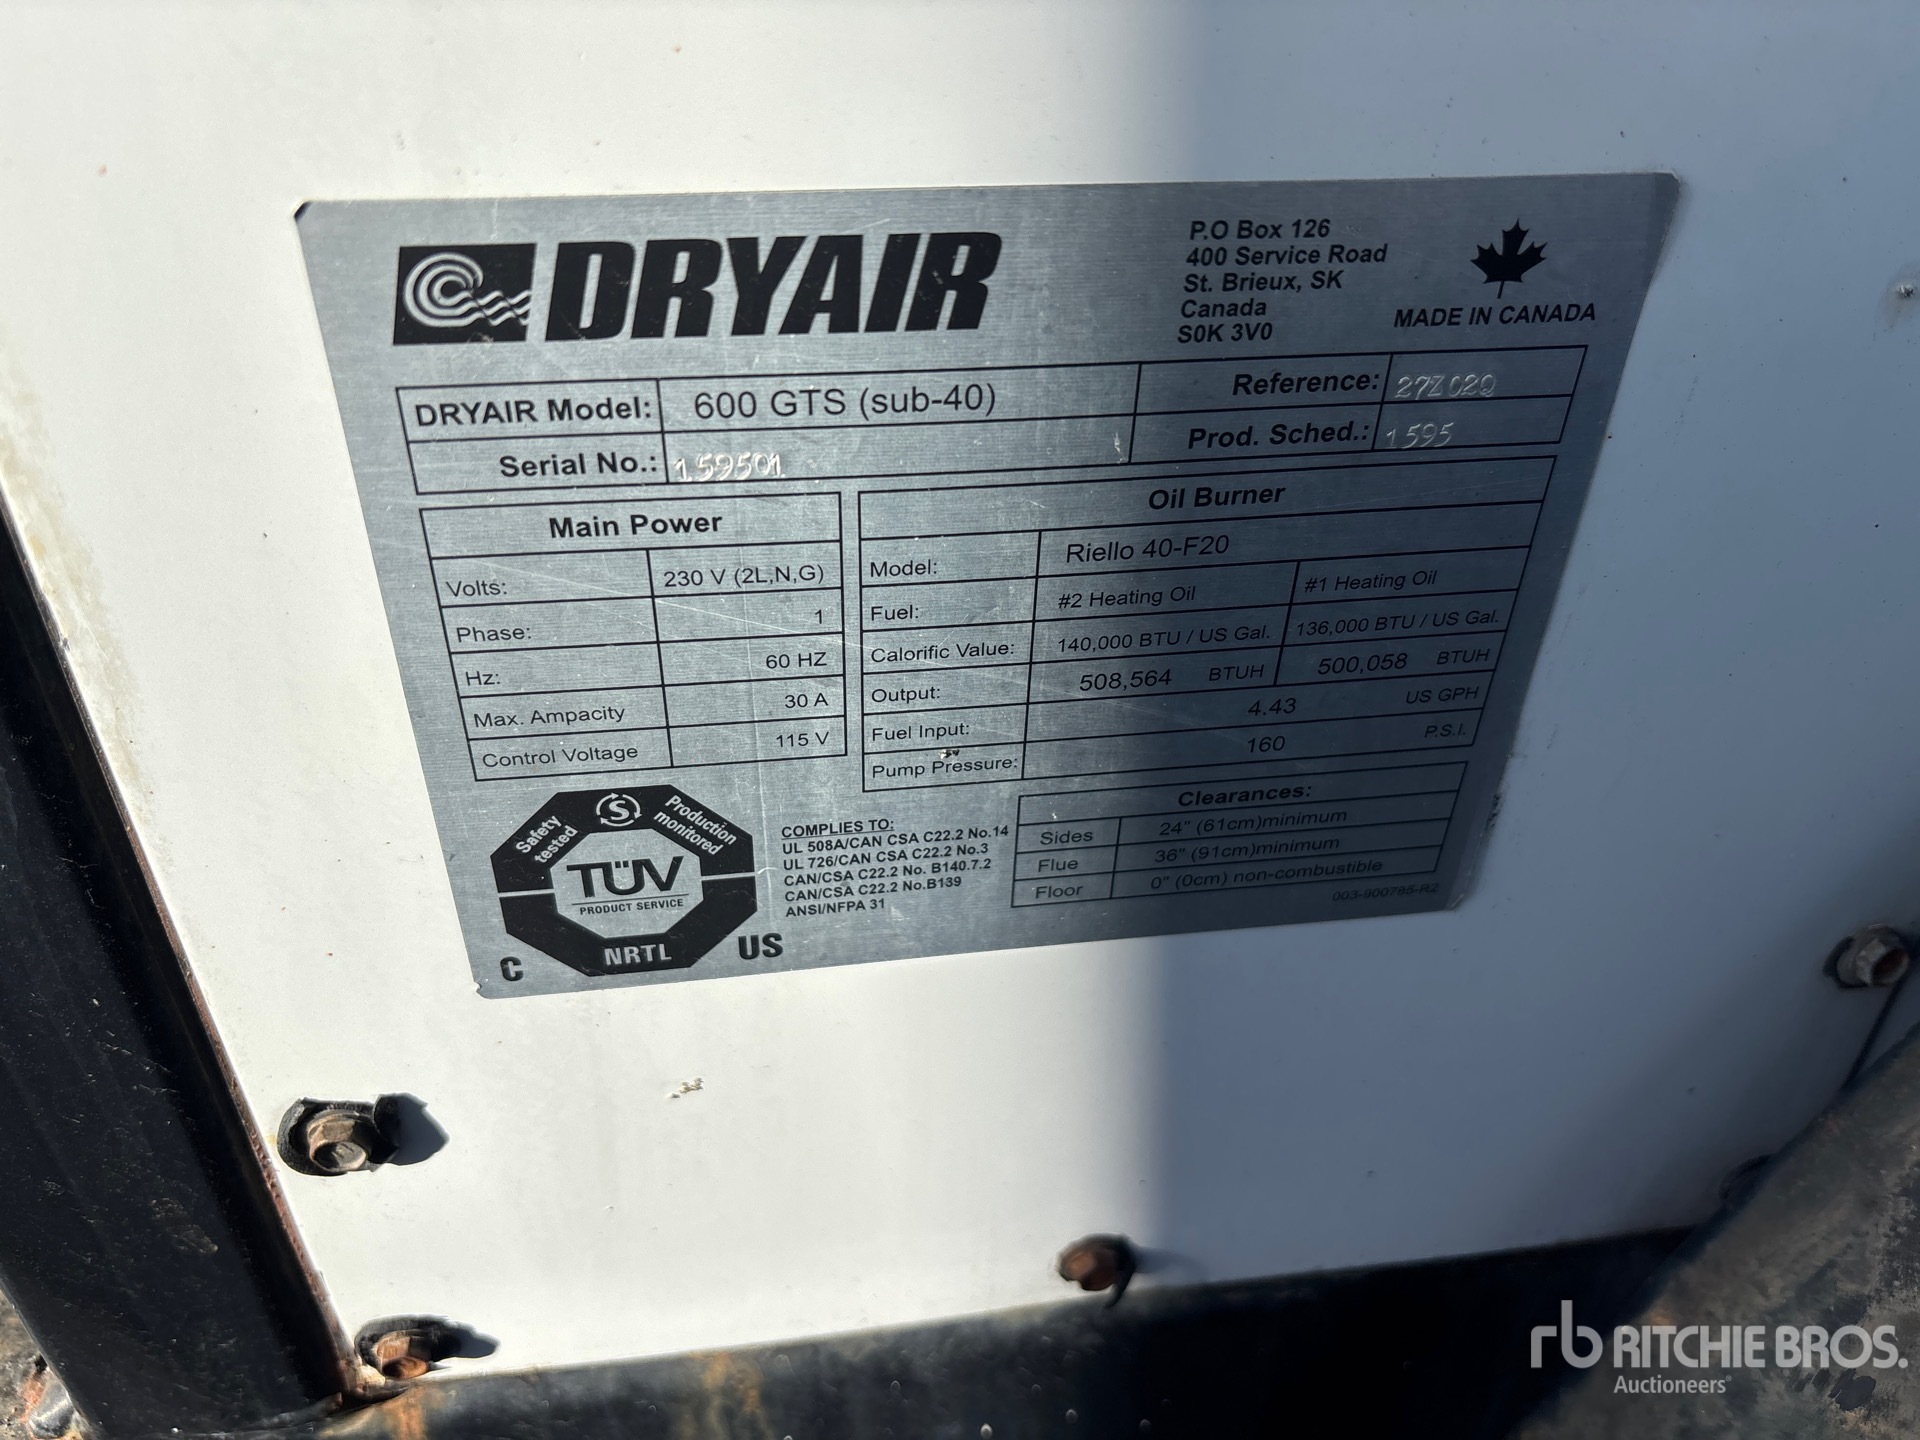 DRYAIR
P.O Box 126
400 Service Road
St. Brieux, SK
Canada
S0K 3V0
MADE IN CANADA
DRYAIR Model: 600 GTS (sub-40)
Serial No.: 159501
Reference: 27Z020
Prod. Sched.: 1595
Main Power
Volts: 230 V (2L,N,G)
Phase: 1
Hz: 60 HZ
Max. Ampacity 30 A
Control Voltage 115 V
Oil Burner
Model: Riello 40-F20
Fuel: #2 Heating Oil #1 Heating Oil
Calorific Value: 140,000 BTU / US Gal. 136,000 BTU / US Gal.
Output: 508,564 BTUH 500,058 BTUH
Fuel Input: 4.43 US GPH
Pump Pressure: 160 P.S.I.
Safety tested
S
Production monitored
TÜV
PRODUCT SERVICE
NRTL
C US
COMPLIES TO:
UL 508A/CAN CSA C22.2 No.14
UL 726/CAN CSA C22.2 No.3
CAN/CSA C22.2 No. B140.7.2
CAN/CSA C22.2 No.B139
ANSI/NFPA 31
Clearances:
Sides 24" (61cm)minimum
Flue 36" (91cm)minimum
Floor 0" (0cm) non-combustible
003-900785-R2
rb RITCHIE BROS.
Auctioneers